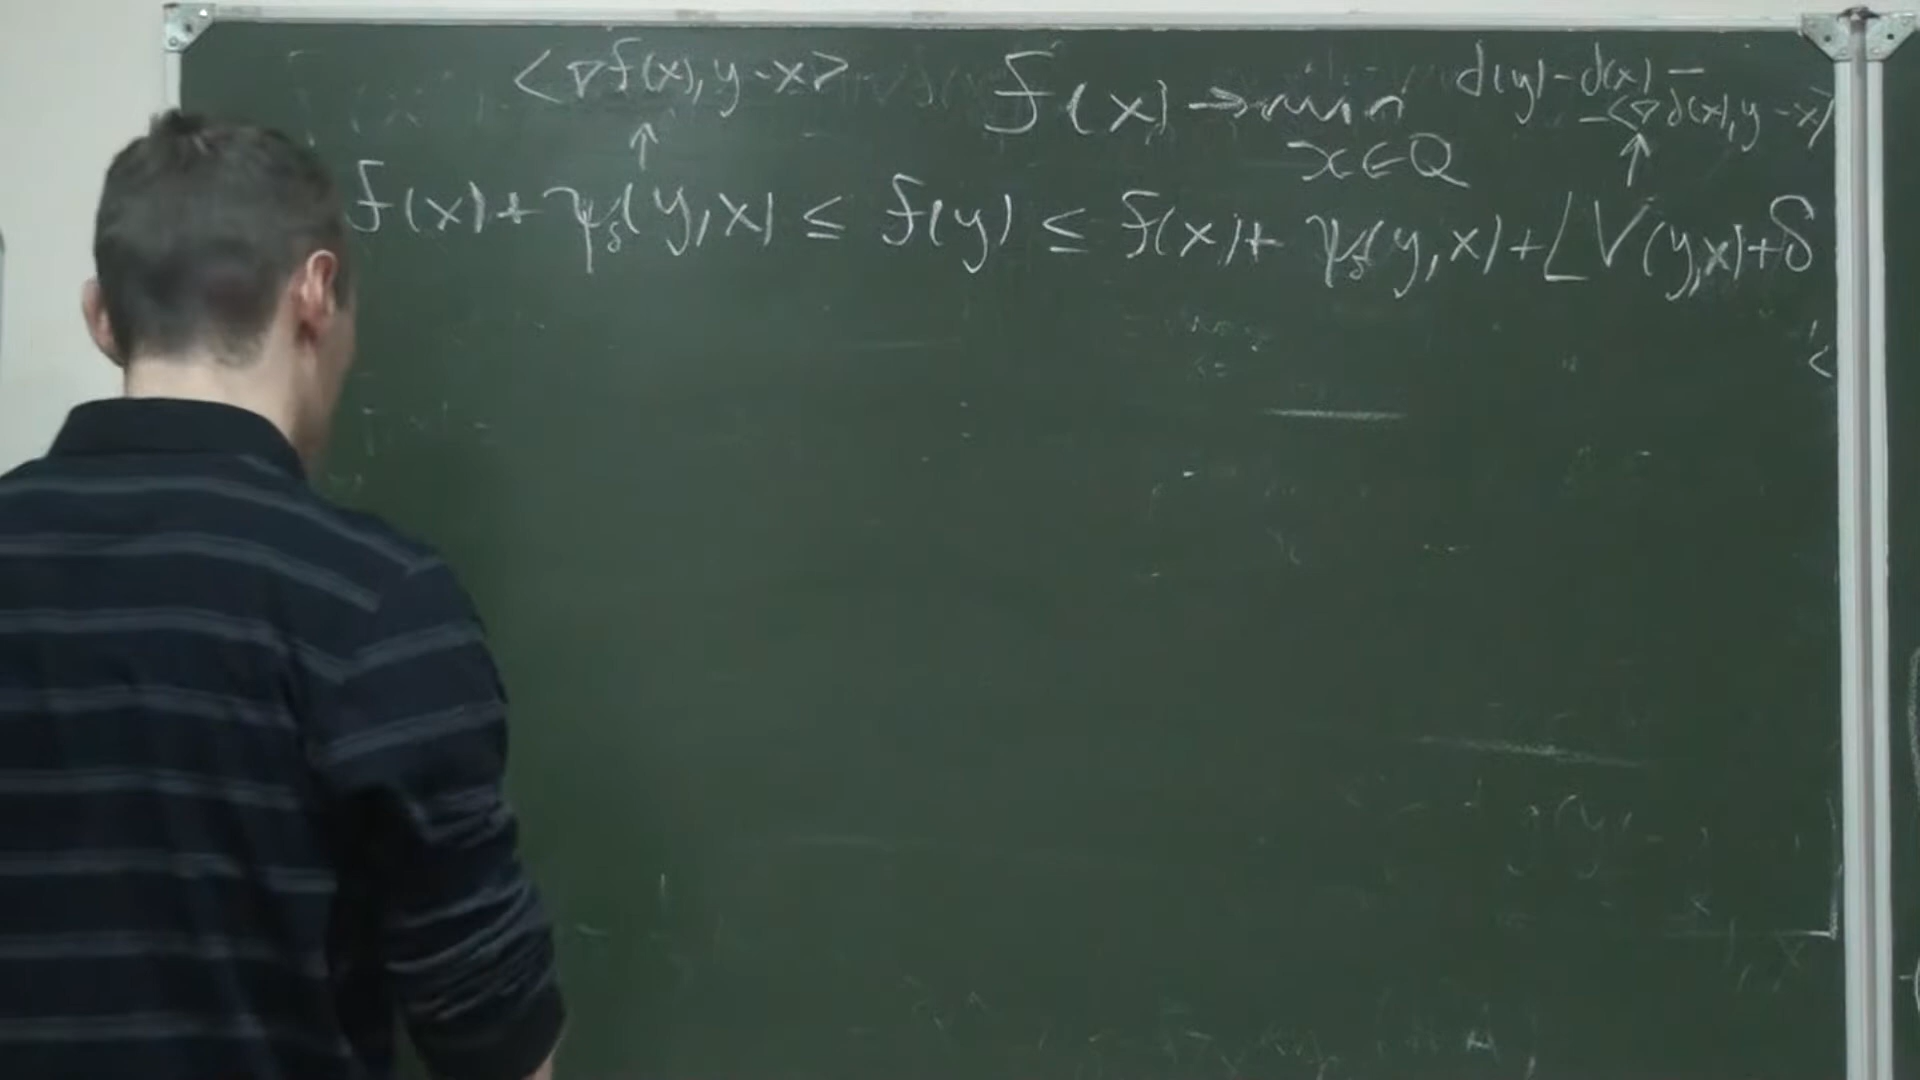 <∇f(x), y - x>
f(x) → min
x ∈ Q
d(y) - d(x) -
- <∇d(x), y - x>
↑
↑
f(x) + ψ_δ(y, x) ≤ f(y) ≤ f(x) + ψ_δ(y, x) + LV(y, x) + δ